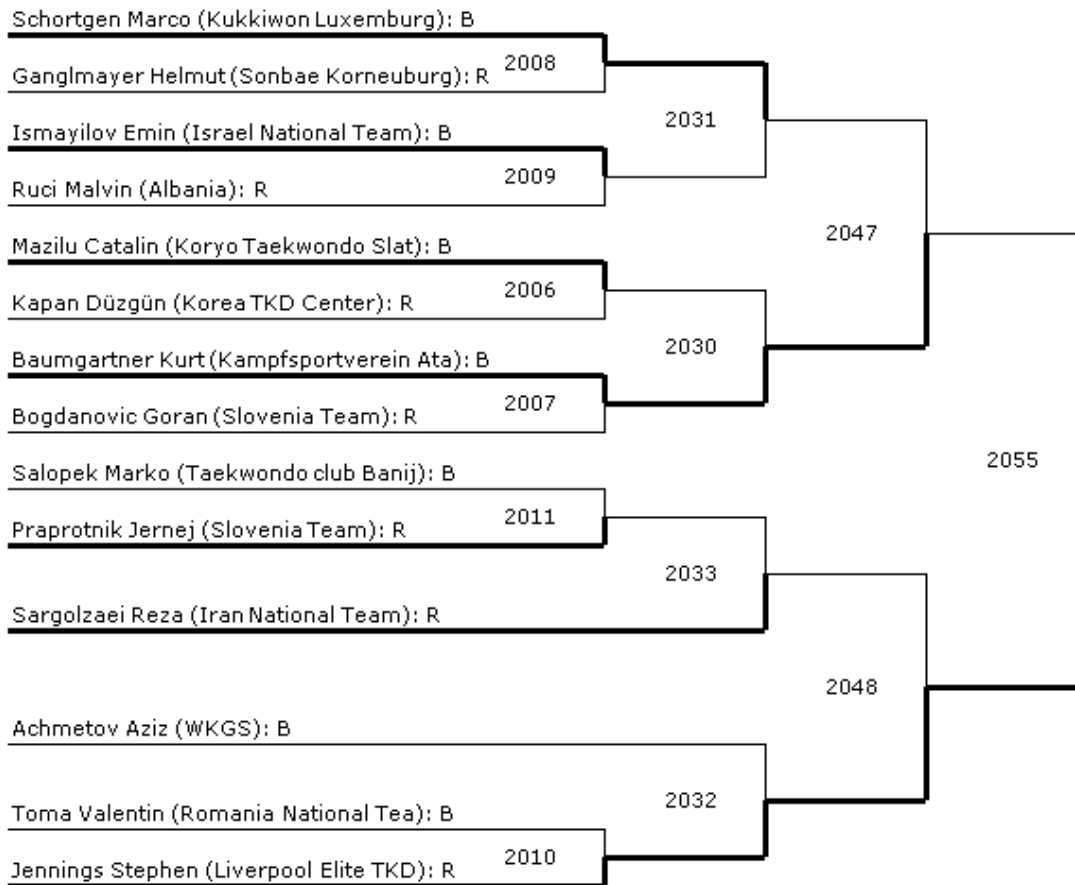 Schortgen Marco (Kukkiwon Luxemburg): B
2008
Ganglmayer Helmut (Sonbae Korneuburg): R
2031
Ismayilov Emin (Israel National Team): B
2009
Ruci Malvin (Albania): R
2047
Mazilu Catalin (Koryo Taekwondo Slat): B
2006
Kapan Düzgün (Korea TKD Center): R
2030
Baumgartner Kurt (Kampfsportverein Ata): B
2007
Bogdanovic Goran (Slovenia Team): R
2055
Salopek Marko (Taekwondo club Banij): B
2011
Praprotnik Jernej (Slovenia Team): R
2033
Sargolzaei Reza (Iran National Team): R
2048
Achmetov Aziz (WKGS): B
2032
Toma Valentin (Romania National Tea): B
2010
Jennings Stephen (Liverpool Elite TKD): R